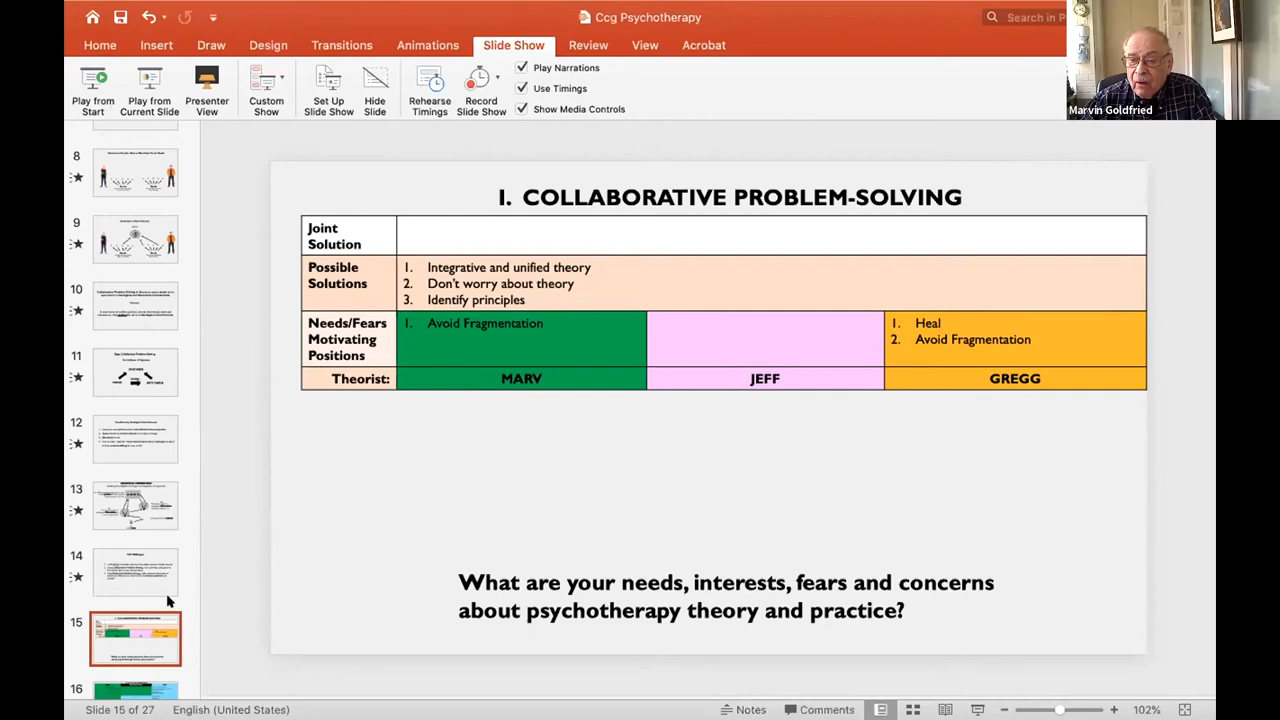 Ccg Psychotherapy
Search in P
Home Insert Draw Design Transitions Animations Slide Show Review View Acrobat
Play from Start
Play from Current Slide
Presenter View
Custom Show
Set Up Slide Show
Hide Slide
Rehearse Timings
Record Slide Show
Play Narrations
Use Timings
Show Media Controls
Marvin Goldfried
8
9
10
11
12
13
14
15
16
I. COLLABORATIVE PROBLEM-SOLVING
Joint
Solution
Possible
Solutions
1. Integrative and unified theory
2. Don't worry about theory
3. Identify principles
Needs/Fears
Motivating
Positions
1. Avoid Fragmentation
1. Heal
2. Avoid Fragmentation
Theorist: MARV JEFF GREGG
What are your needs, interests, fears and concerns
about psychotherapy theory and practice?
Slide 15 of 27 English (United States) Notes Comments 102%